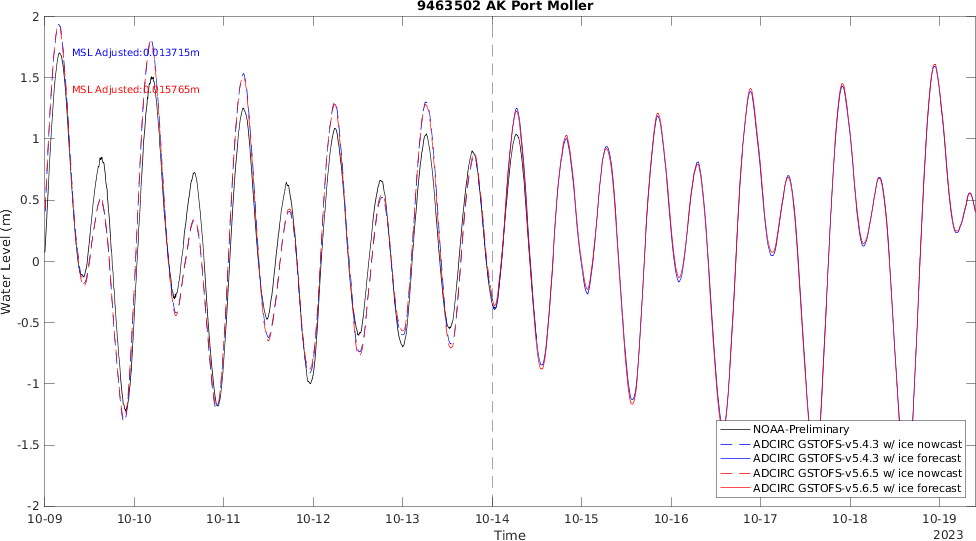 9463502 AK Port Moller
MSL Adjusted:0.013715m
MSL Adjusted:0.015765m
Water Level (m)
2
1.5
1
0.5
0
-0.5
-1
-1.5
-2
NOAA-Preliminary
ADCIRC GSTOFS-v5.4.3 w/ ice nowcast
ADCIRC GSTOFS-v5.4.3 w/ ice forecast
ADCIRC GSTOFS-v5.6.5 w/ ice nowcast
ADCIRC GSTOFS-v5.6.5 w/ ice forecast
10-09 10-10 10-11 10-12 10-13 10-14 10-15 10-16 10-17 10-18 10-19
Time
2023